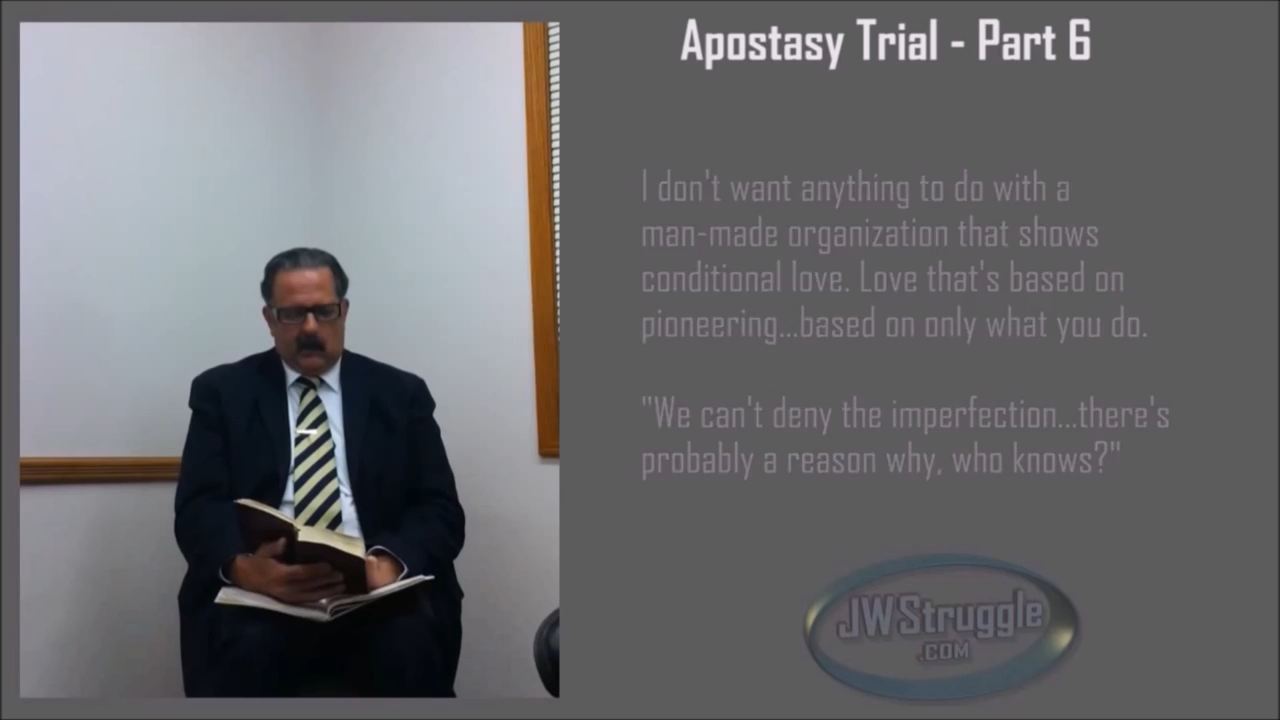 Apostasy Trial - Part 6
I don't want anything to do with a
man-made organization that shows
conditional love. Love that's based on
pioneering...based on only what you do.
"We can't deny the imperfection...there's
probably a reason why, who knows?"
JWStruggle
.COM